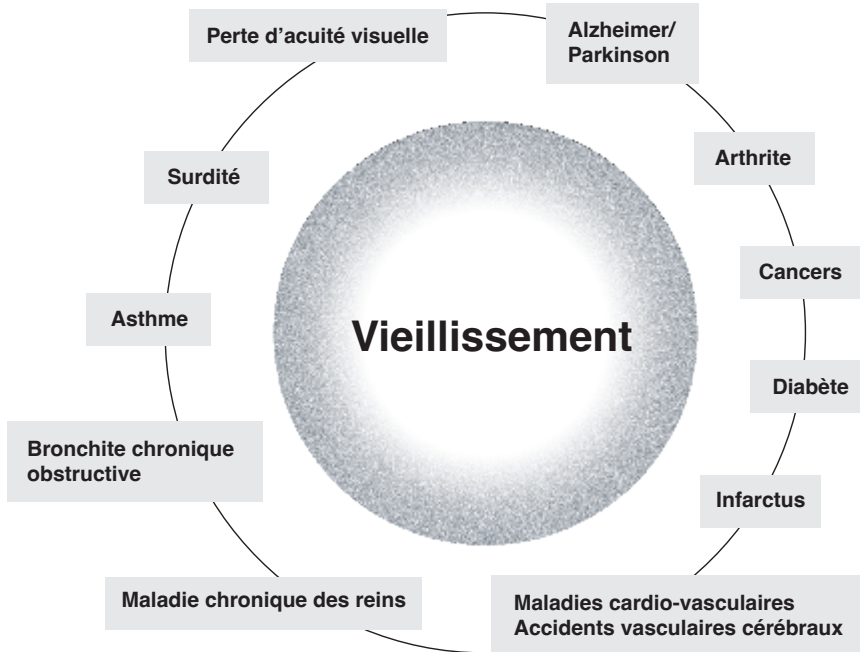 Perte d’acuité visuelle
Alzheimer/
Parkinson
Surdité
Arthrite
Cancers
Asthme
Vieillissement
Diabète
Bronchite chronique
obstructive
Infarctus
Maladie chronique des reins
Maladies cardio-vasculaires
Accidents vasculaires cérébraux